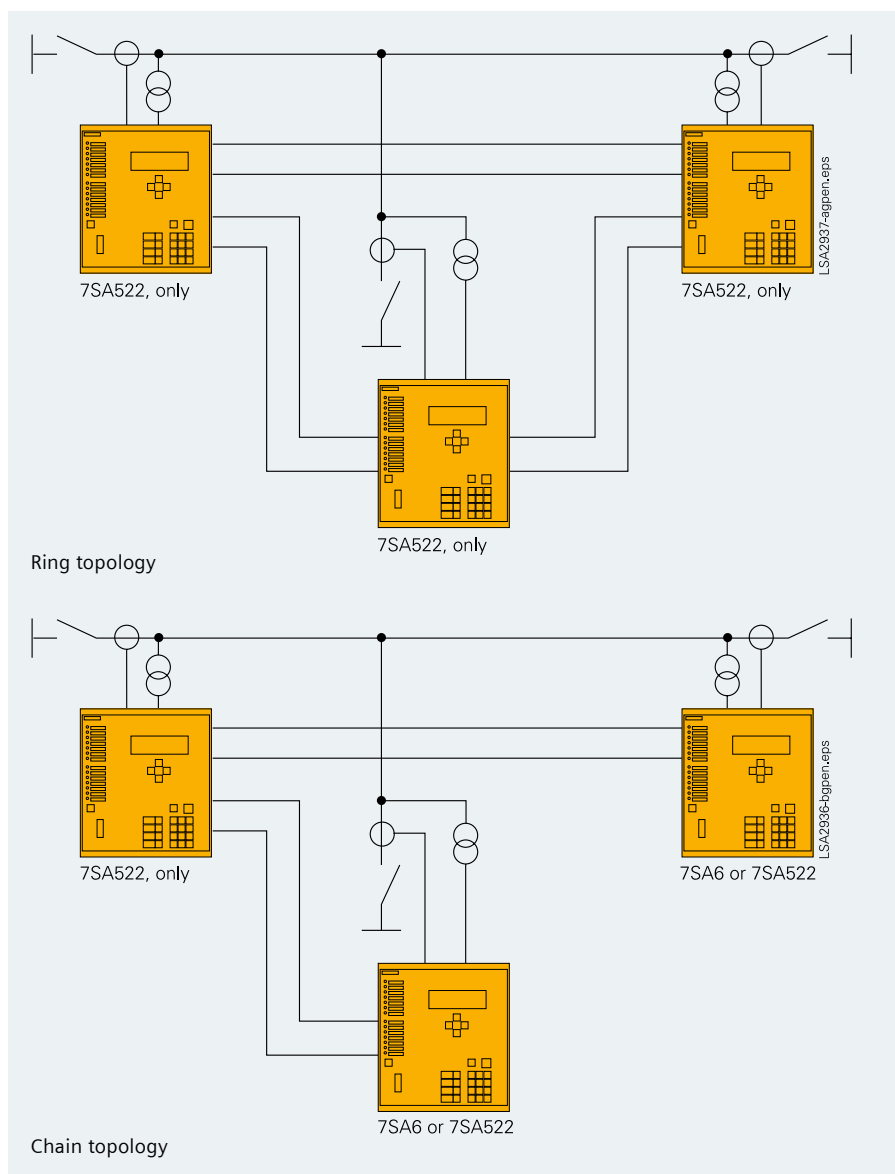 LSA2937-agpen.eps
7SA522, only
7SA522, only
7SA522, only
Ring topology
LSA2936-bgpen.eps
7SA522, only
7SA6 or 7SA522
7SA6 or 7SA522
Chain topology